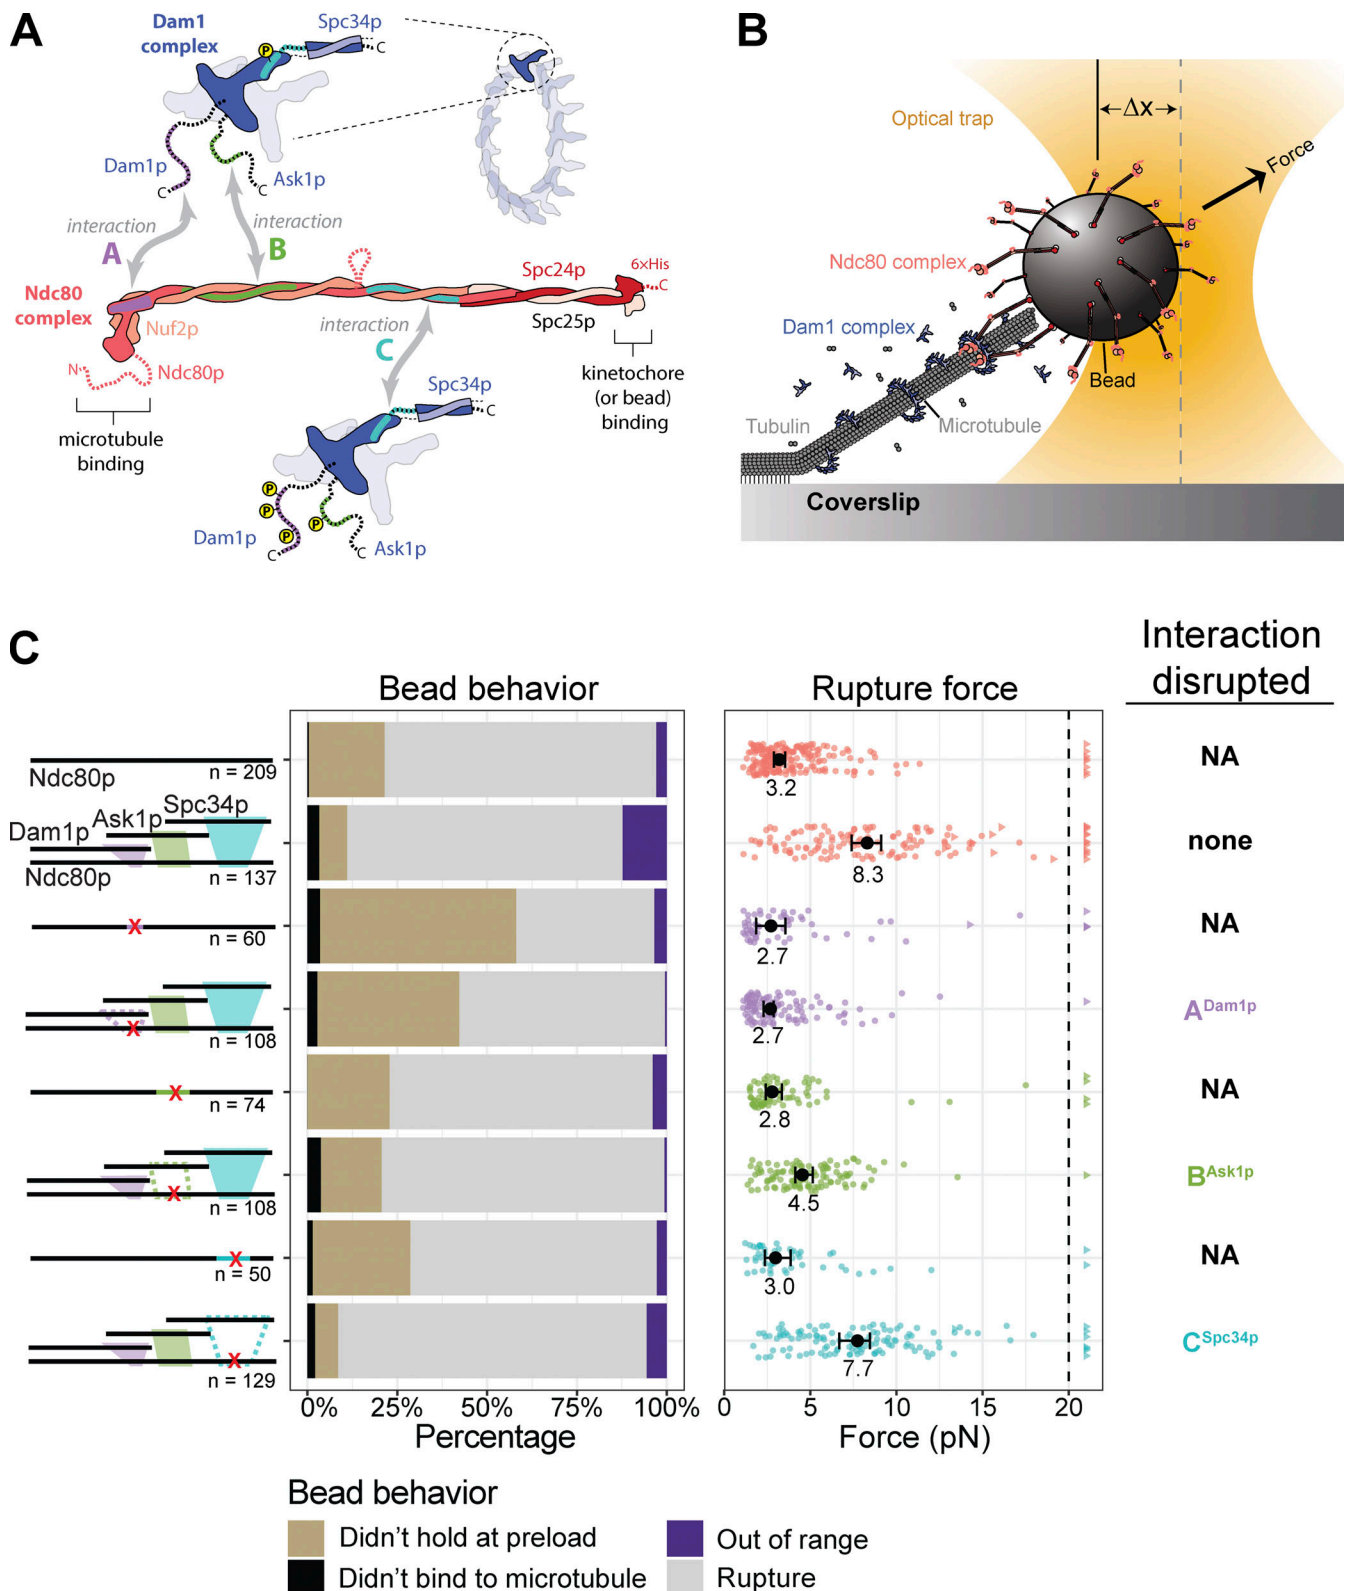 A
Dam1
complex
Spc34p
P
C
Dam1p
C
Ask1p
C
interaction
A
interaction
B
Ndc80
complex
Nuf2p
N
Ndc80p
microtubule
binding
Spc24p
6×His
C
Spc25p
interaction
C
kinetochore
(or bead)
binding
Spc34p
C
P
P
P
P
Dam1p
C
Ask1p
C
B
Δx
Optical trap
Force
Ndc80 complex
Dam1 complex
Bead
Tubulin
Microtubule
Coverslip
C
Bead behavior
Rupture force
Interaction
disrupted
Ndc80p
n = 209
3.2
NA
Spc34p
Ask1p
Dam1p
Ndc80p
n = 137
8.3
none
X
n = 60
2.7
NA
X
n = 108
2.7
A Dam1p
X
n = 74
2.8
NA
X
n = 108
4.5
B Ask1p
X
n = 50
3.0
NA
X
n = 129
7.7
C Spc34p
0% 25% 50% 75% 100%
Percentage
0 5 10 15 20
Force (pN)
Bead behavior
Didn't hold at preload
Out of range
Didn't bind to microtubule
Rupture